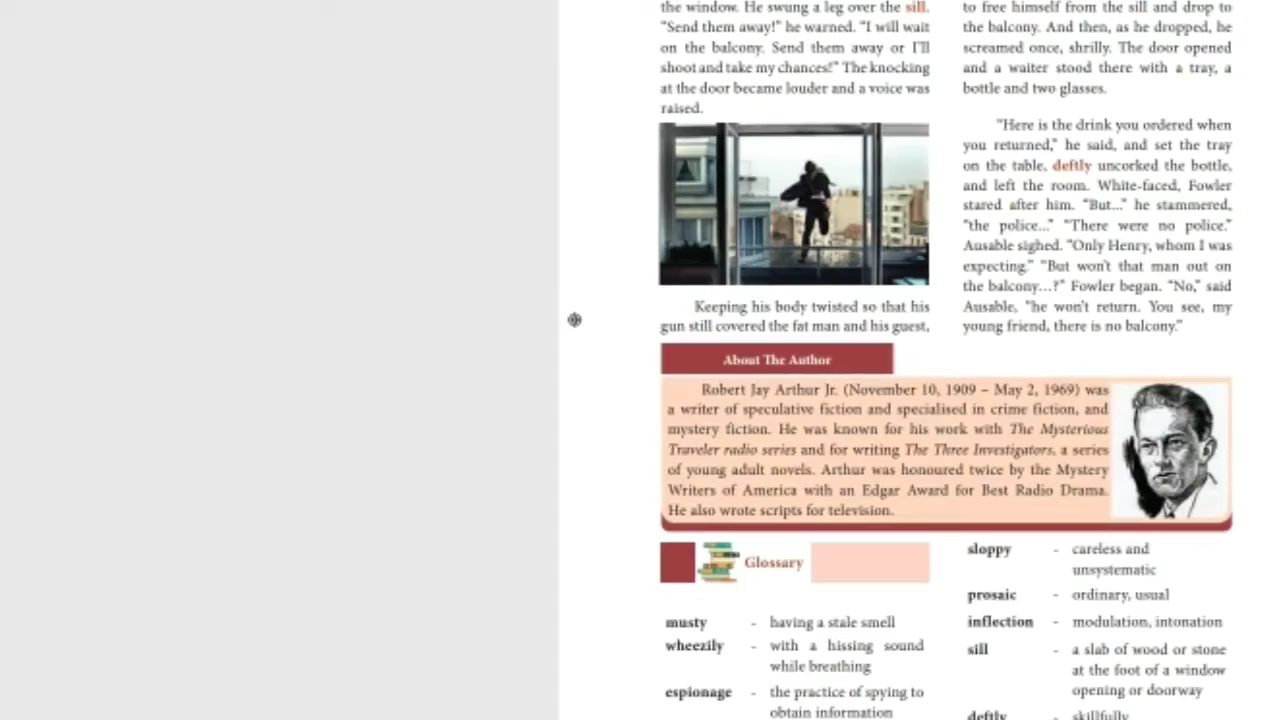 the window. He swung a leg over the sill.
"Send them away!" he warned. "I will wait
on the balcony. Send them away or I'll
shoot and take my chances!" The knocking
at the door became louder and a voice was
raised.
Keeping his body twisted so that his
gun still covered the fat man and his guest,
to free himself from the sill and drop to
the balcony. And then, as he dropped, he
screamed once, shrilly. The door opened
and a waiter stood there with a tray, a
bottle and two glasses.
"Here is the drink you ordered when
you returned," he said, and set the tray
on the table, deftly uncorked the bottle,
and left the room. White-faced, Fowler
stared after him. "But..." he stammered,
"the police..." "There were no police."
Ausable sighed. "Only Henry, whom I was
expecting." "But won't that man out on
the balcony…?" Fowler began. "No," said
Ausable, "he won't return. You see, my
young friend, there is no balcony."
About The Author
Robert Jay Arthur Jr. (November 10, 1909 – May 2, 1969) was
a writer of speculative fiction and specialised in crime fiction, and
mystery fiction. He was known for his work with The Mysterious
Traveler radio series and for writing The Three Investigators, a series
of young adult novels. Arthur was honoured twice by the Mystery
Writers of America with an Edgar Award for Best Radio Drama.
He also wrote scripts for television.
Glossary
musty - having a stale smell
wheezily - with a hissing sound
while breathing
espionage - the practice of spying to
obtain information
sloppy - careless and
unsystematic
prosaic - ordinary, usual
inflection - modulation, intonation
sill - a slab of wood or stone
at the foot of a window
opening or doorway
deftly - skillfully